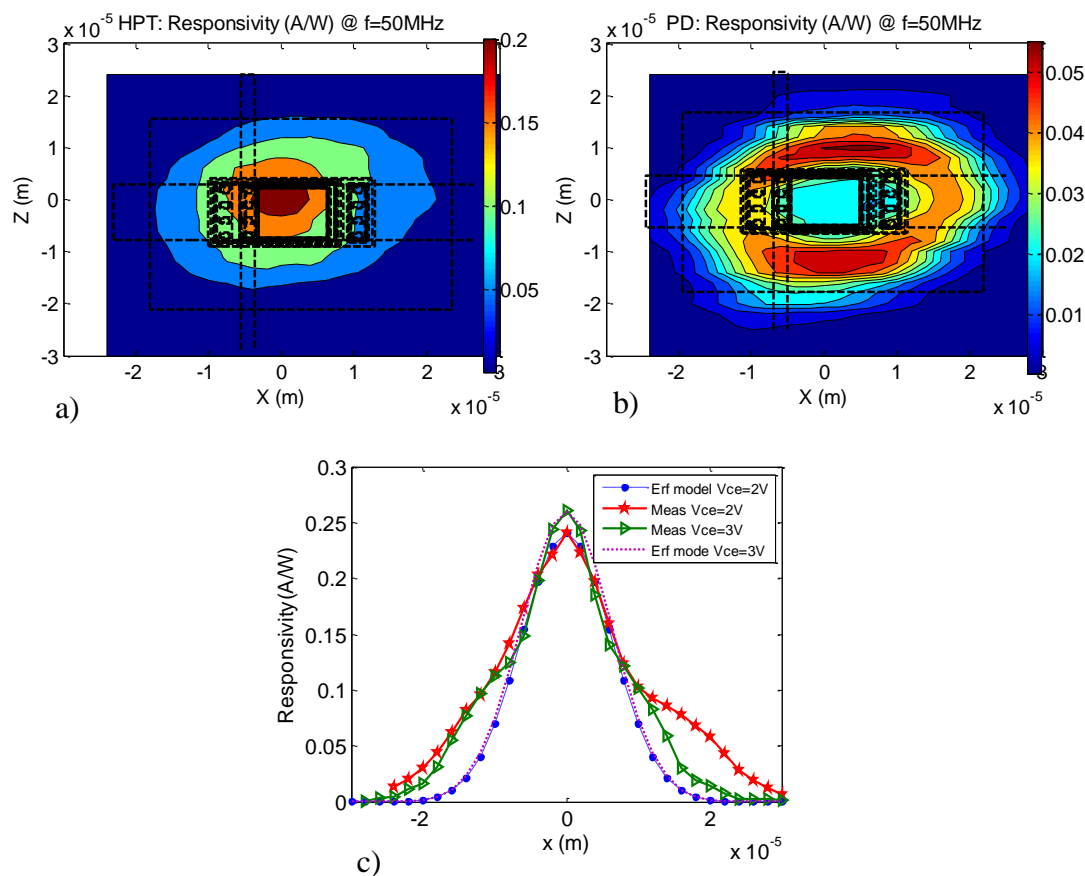 x 10 -5 HPT: Responsivity (A/W) @ f=50MHz
3
2
1
0
-1
-2
-3
Z (m)
-2 -1 0 1 2 3
X (m)
x 10 -5
0.2
0.15
0.1
0.05
a)
x 10 -5 PD: Responsivity (A/W) @ f=50MHz
3
2
1
0
-1
-2
-3
Z (m)
-2 -1 0 1 2 3
X (m)
x 10 -5
0.05
0.04
0.03
0.02
0.01
b)
0.3
0.25
0.2
0.15
0.1
0.05
0
Responsivity (A/W)
Erf model Vce=2V
Meas Vce=2V
Meas Vce=3V
Erf mode Vce=3V
-2 0 2
x (m)
x 10 -5
c)